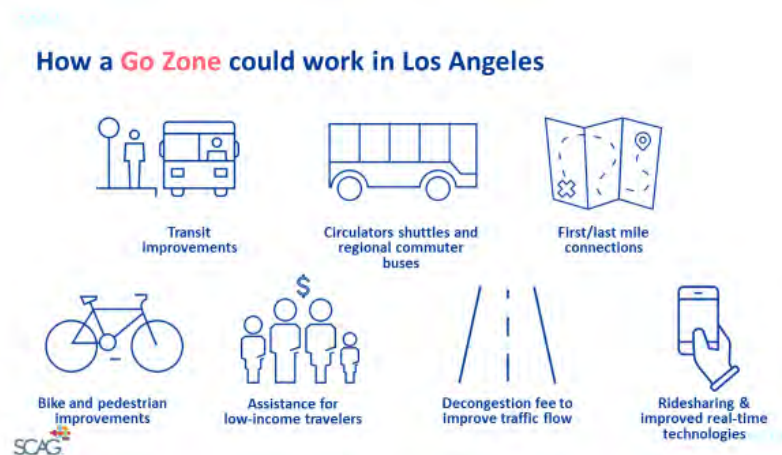 How a Go Zone could work in Los Angeles
Transit
improvements
Circulators shuttles and
regional commuter
buses
First/last mile
connections
$
Bike and pedestrian
improvements
Assistance for
low-income travelers
Decongestion fee to
improve traffic flow
Ridesharing &
improved real-time
technologies
SCAG